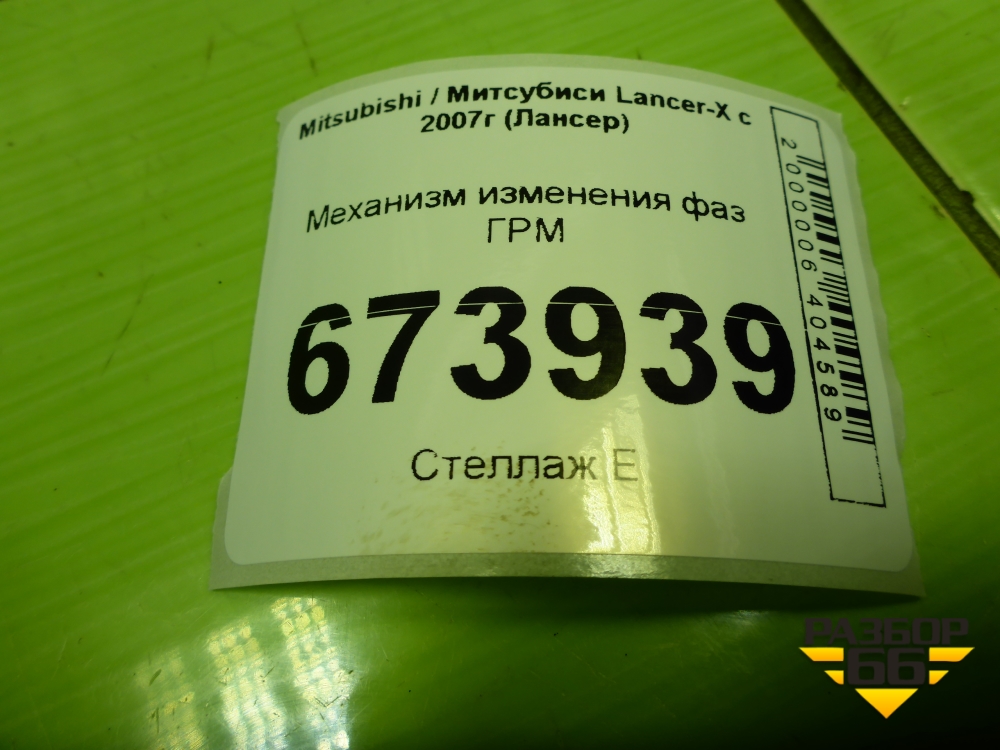 Mitsubishi / Митсубиси Lancer-X с
2007г (Лансер)
Механизм изменения фаз
ГРМ
673939
Стеллаж Е
2000006404589
РАЗБОР
66